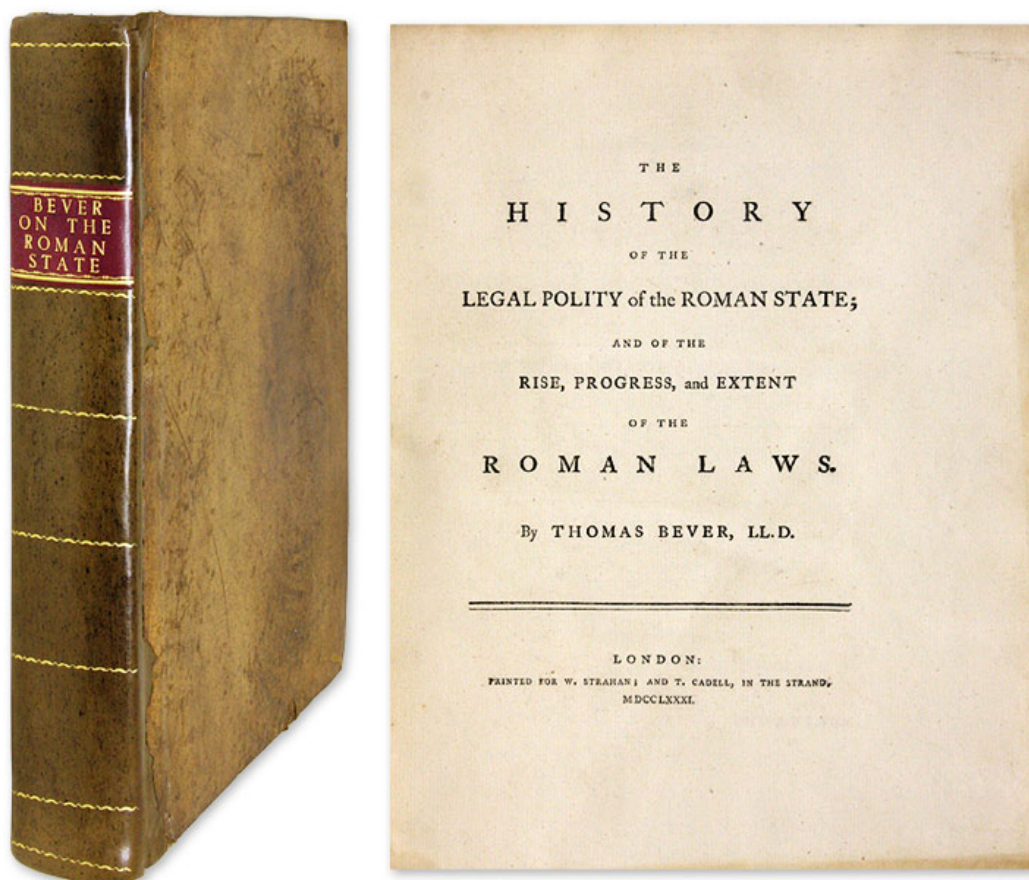 BEVER
ON THE
ROMAN
STATE
THE
HISTORY
OF THE
LEGAL POLITY of the ROMAN STATE;
AND OF THE
RISE, PROGRESS, and EXTENT
OF THE
ROMAN LAWS.
By THOMAS BEVER, LL.D.
LONDON:
PRINTED FOR W. STRAHAN; AND T. CADELL, IN THE STRAND.
MDCCLXXXI.